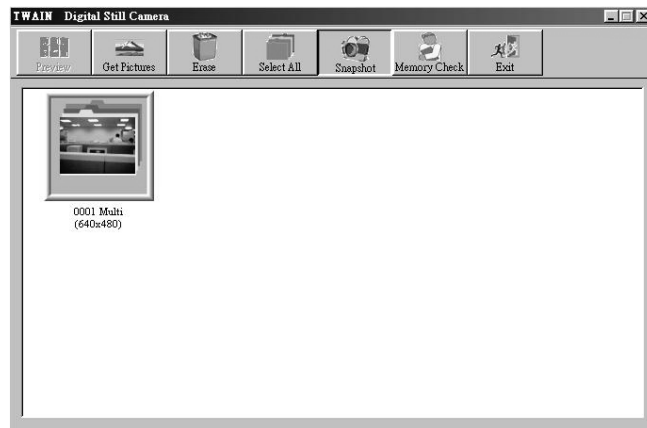 TWAIN Digital Still Camera
Preview Get Pictures Erase Select All Snapshot Memory Check Exit
0001 Multi
(640x480)